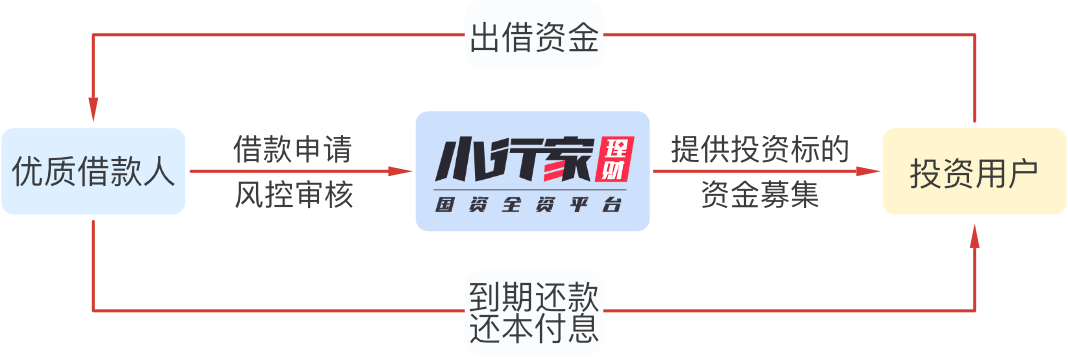 出借资金
优质借款人
借款申请
风控审核
小行家理财
国资全资平台
提供投资标的
资金募集
投资用户
到期还款
还本付息